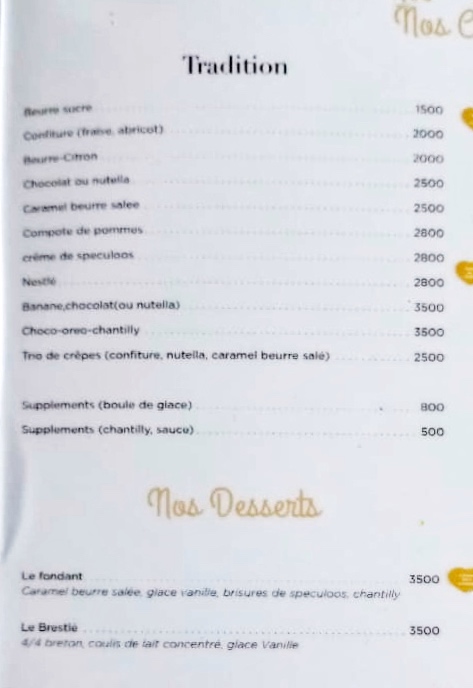 Nos C
Tradition
Beurre sucre 1500
Confiture (fraise, abricot) 2000
Beurre-Citron 2000
Chocolat ou nutella 2500
Caramel beurre salee 2500
Compote de pommes 2800
crème de speculoos 2800
Nestlé 2800
Banane,chocolat(ou nutella) 3500
Choco-oreo-chantilly 3500
Trio de crêpes (confiture, nutella, caramel beurre salé) 2500
Supplements (boule de glace) 800
Supplements (chantilly, sauce) 500
Nos Desserts
Le fondant 3500
Caramel beurre salée, glace vanille, brisures de speculoos, chantilly
Le Brestie 3500
4/4 breton, coulis de lait concentré, glace Vanille